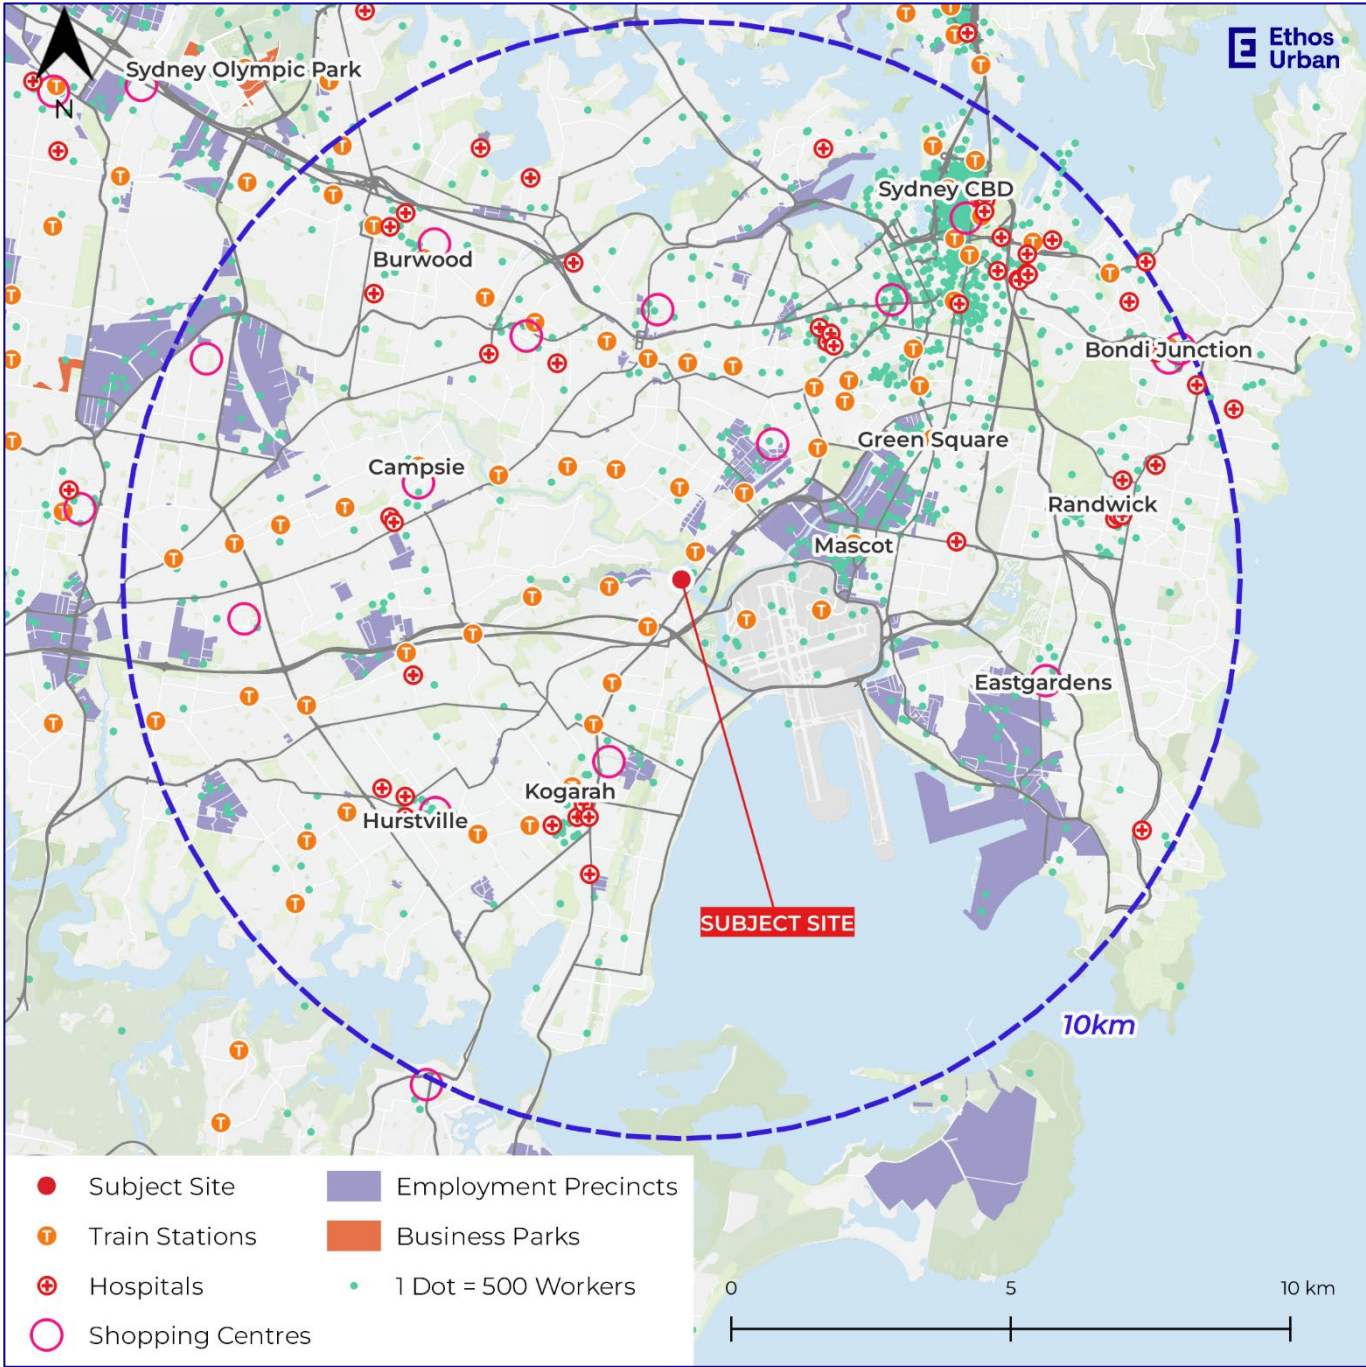 Ethos
Urban
N
Sydney Olympic Park
Sydney CBD
Burwood
Bondi Junction
Green Square
Campsie
Randwick
Mascot
Eastgardens
Kogarah
Hurstville
SUBJECT SITE
10km
Subject Site
Employment Precincts
Train Stations
Business Parks
Hospitals
1 Dot = 500 Workers
Shopping Centres
0 5 10 km